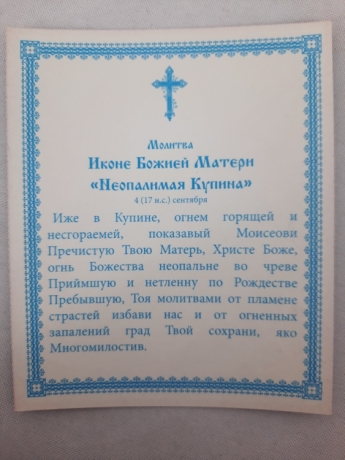 Молитва
Иконе Божией Матери
«Неопалимая Купина»
4 (17 н.с.) сентября
Иже в Купине, огнем горящей и
несгораемей, показавый Моисеови
Пречистую Твою Матерь, Христе Боже,
огнь Божества неопальне во чреве
Приймшую и нетленну по Рождестве
Пребывшую, Тоя молитвами от пламене
страстей избави нас и от огненных
запалений град Твой сохрани, яко
Многомилостив.